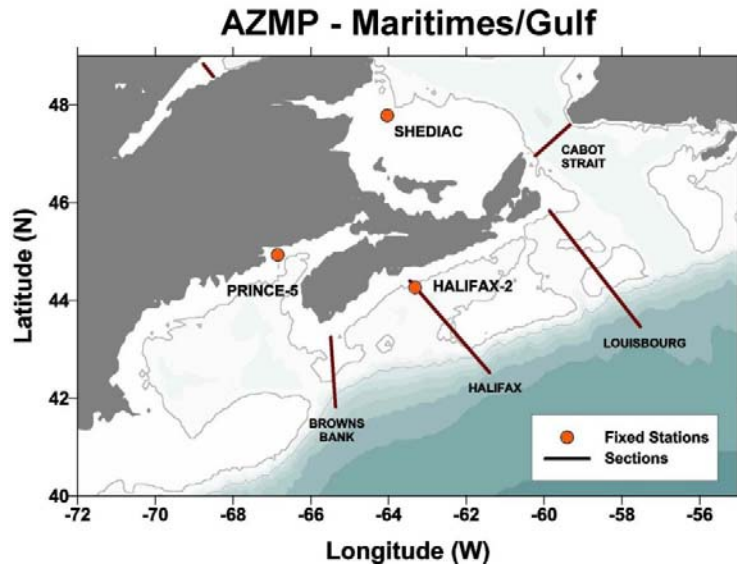 AZMP - Maritimes/Gulf
48
SHEDIAC
CABOT
STRAIT
46
PRINCE-5
HALIFAX-2
44
LOUISBOURG
HALIFAX
42
BROWNS
BANK
Fixed Stations
Sections
40
-72
-70
-68
-66
-64
-62
-60
-58
-56
Latitude (N)
Longitude (W)